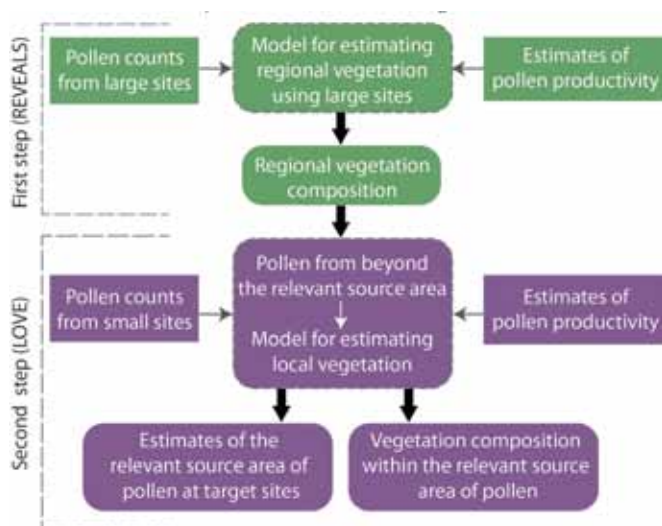 First step (REVEALS)
Pollen counts
from large sites
Model for estimating
regional vegetation
using large sites
Estimates of
pollen productivity
Regional vegetation
composition
Second step (LOVE)
Pollen counts
from small sites
Pollen from beyond
the relevant source area
Model for estimating
local vegetation
Estimates of
pollen productivity
Estimates of the
relevant source area of
pollen at target sites
Vegetation composition
within the relevant source
area of pollen